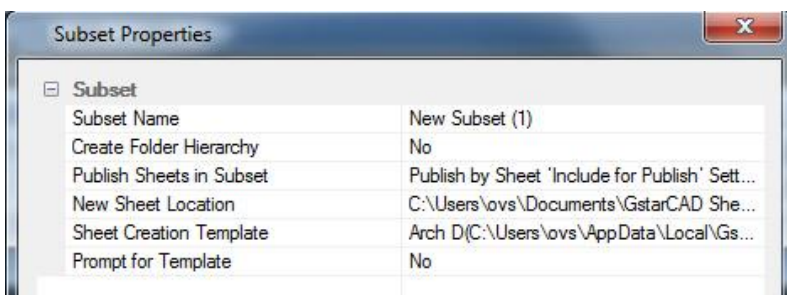 Subset Properties
Subset
Subset Name New Subset (1)
Create Folder Hierarchy No
Publish Sheets in Subset Publish by Sheet 'Include for Publish' Sett...
New Sheet Location C:\Users\ovs\Documents\GstarCAD She...
Sheet Creation Template Arch D(C:\Users\ovs\AppData\Local\Gs...
Prompt for Template No